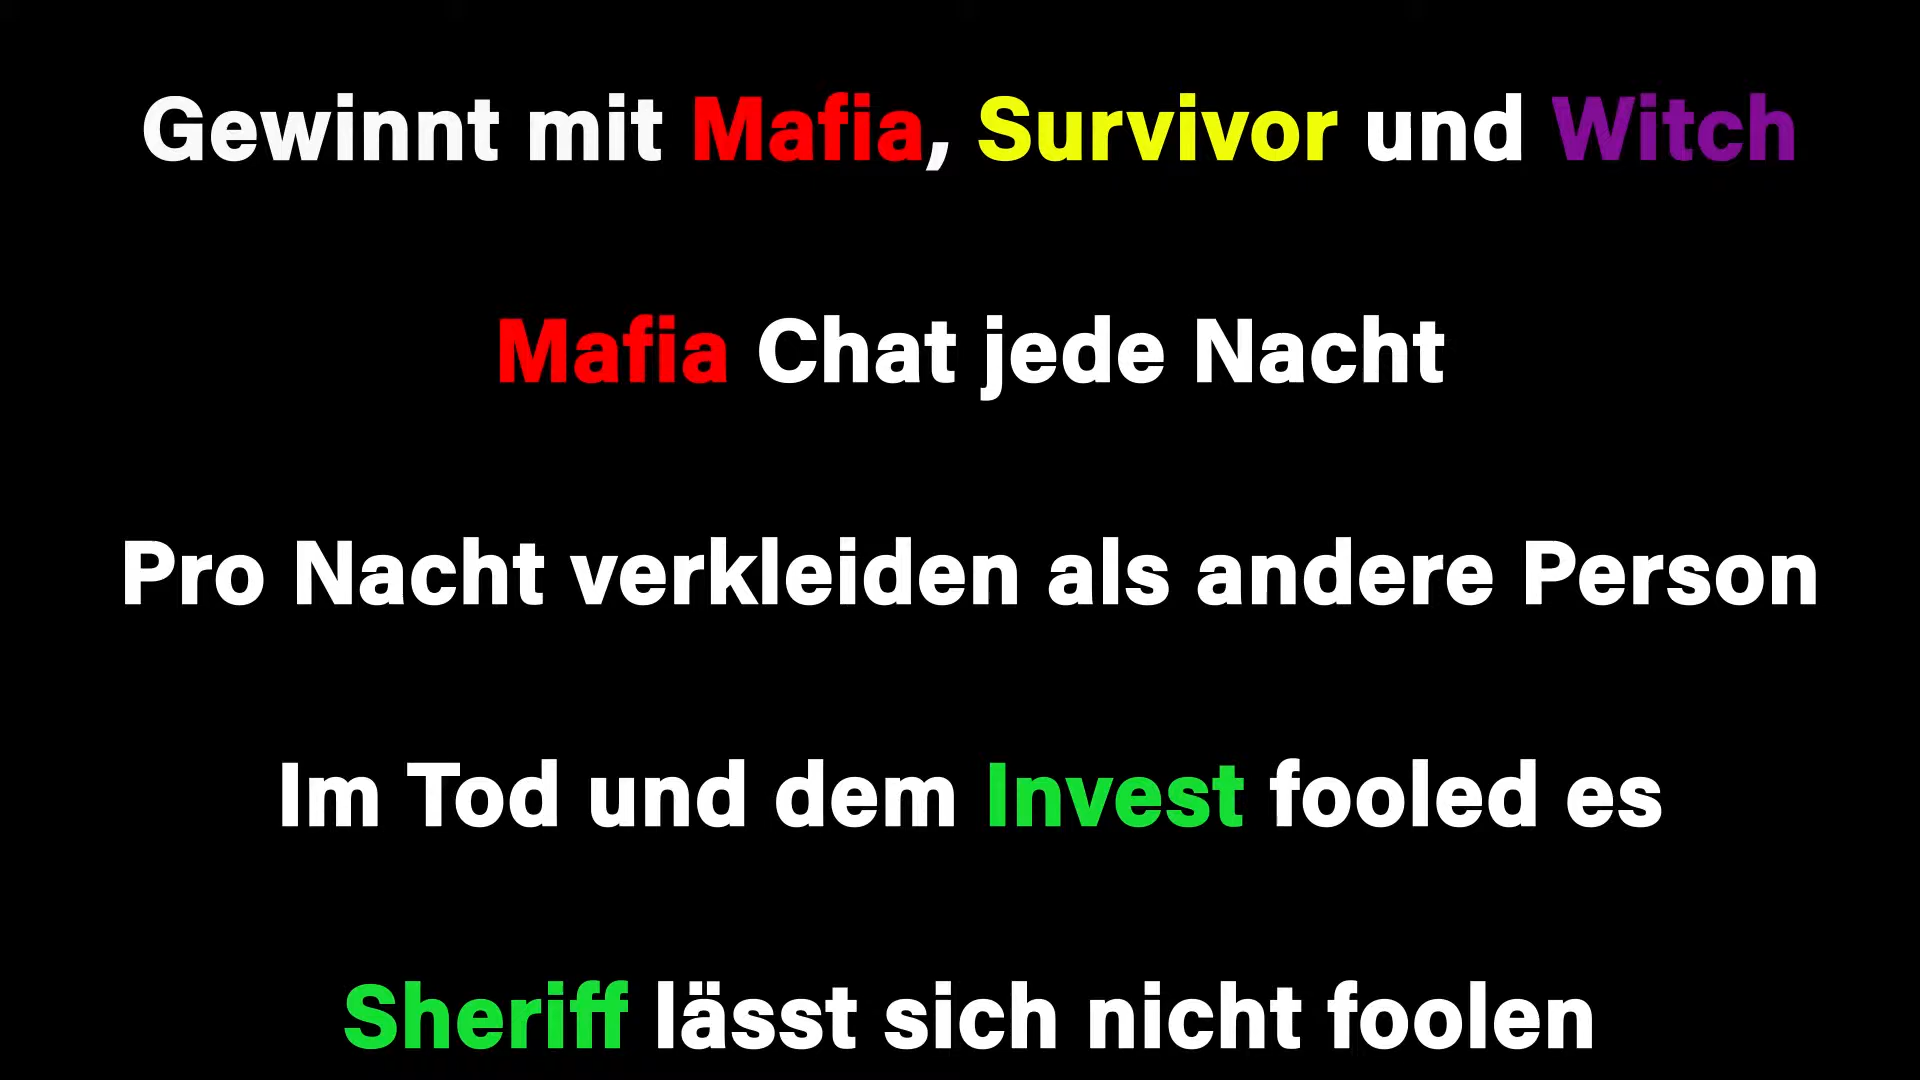 Gewinnt mit Mafia, Survivor und Witch
Mafia Chat jede Nacht
Pro Nacht verkleiden als andere Person
Im Tod und dem Invest fooled es
Sheriff lässt sich nicht foolen